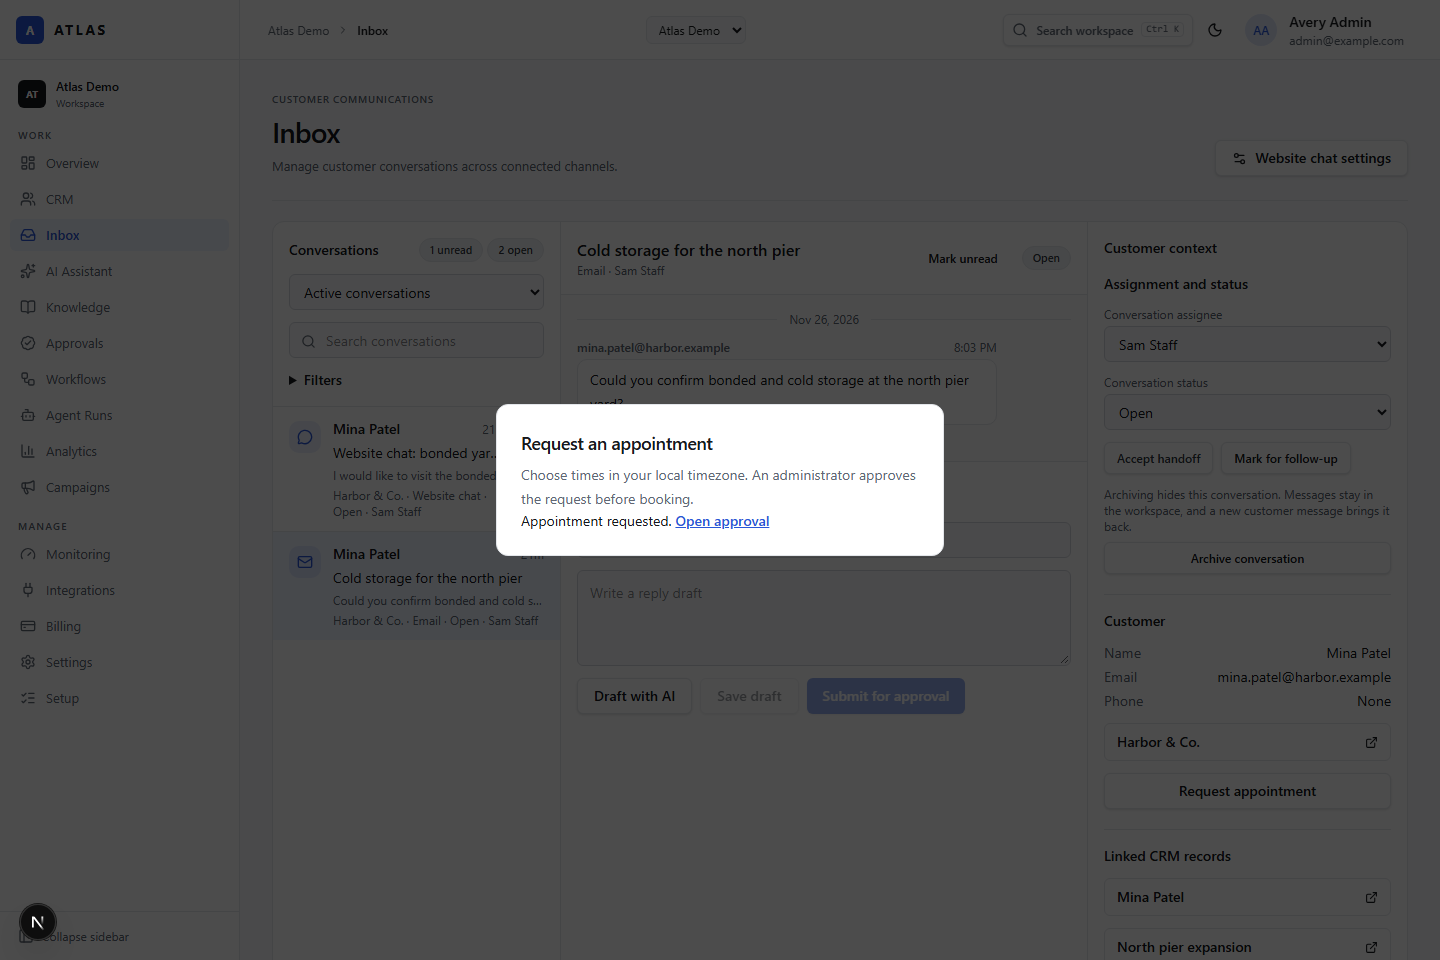 A ATLAS
Atlas Demo > Inbox
Atlas Demo
Search workspace Ctrl K
AA
Avery Admin
admin@example.com
AT
Atlas Demo
Workspace
WORK
Overview
CRM
Inbox
AI Assistant
Knowledge
Approvals
Workflows
Agent Runs
Analytics
Campaigns
MANAGE
Monitoring
Integrations
Billing
Settings
Setup
N
Collapse sidebar
CUSTOMER COMMUNICATIONS
Inbox
Manage customer conversations across connected channels.
Website chat settings
Conversations
1 unread
2 open
Active conversations
Search conversations
Filters
Mina Patel 21
Website chat: bonded yar...
I would like to visit the bonded
Harbor & Co. · Website chat ·
Open · Sam Staff
Mina Patel
Cold storage for the north pier
Could you confirm bonded and cold s...
Harbor & Co. · Email · Open · Sam Staff
Cold storage for the north pier
Email · Sam Staff
Mark unread
Open
Nov 26, 2026
mina.patel@harbor.example 8:03 PM
Could you confirm bonded and cold storage at the north pier
yard?
Request an appointment
Choose times in your local timezone. An administrator approves
the request before booking.
Appointment requested. Open approval
Write a reply draft
Draft with AI
Save draft
Submit for approval
Customer context
Assignment and status
Conversation assignee
Sam Staff
Conversation status
Open
Accept handoff
Mark for follow-up
Archiving hides this conversation. Messages stay in
the workspace, and a new customer message brings it
back.
Archive conversation
Customer
Name Mina Patel
Email mina.patel@harbor.example
Phone None
Harbor & Co.
Request appointment
Linked CRM records
Mina Patel
North pier expansion